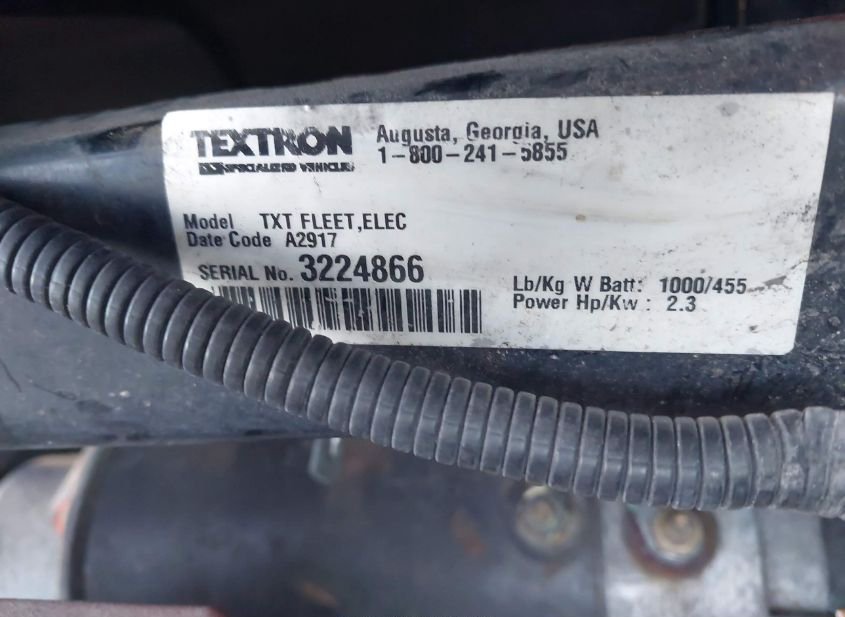 TEXTRON
SPECIALIZED VEHICLES
Augusta, Georgia, USA
1-800-241-5855
Model TXT FLEET,ELEC
Date Code A2917
SERIAL No. 3224866
Lb/Kg W Batt: 1000/455
Power Hp/Kw : 2.3